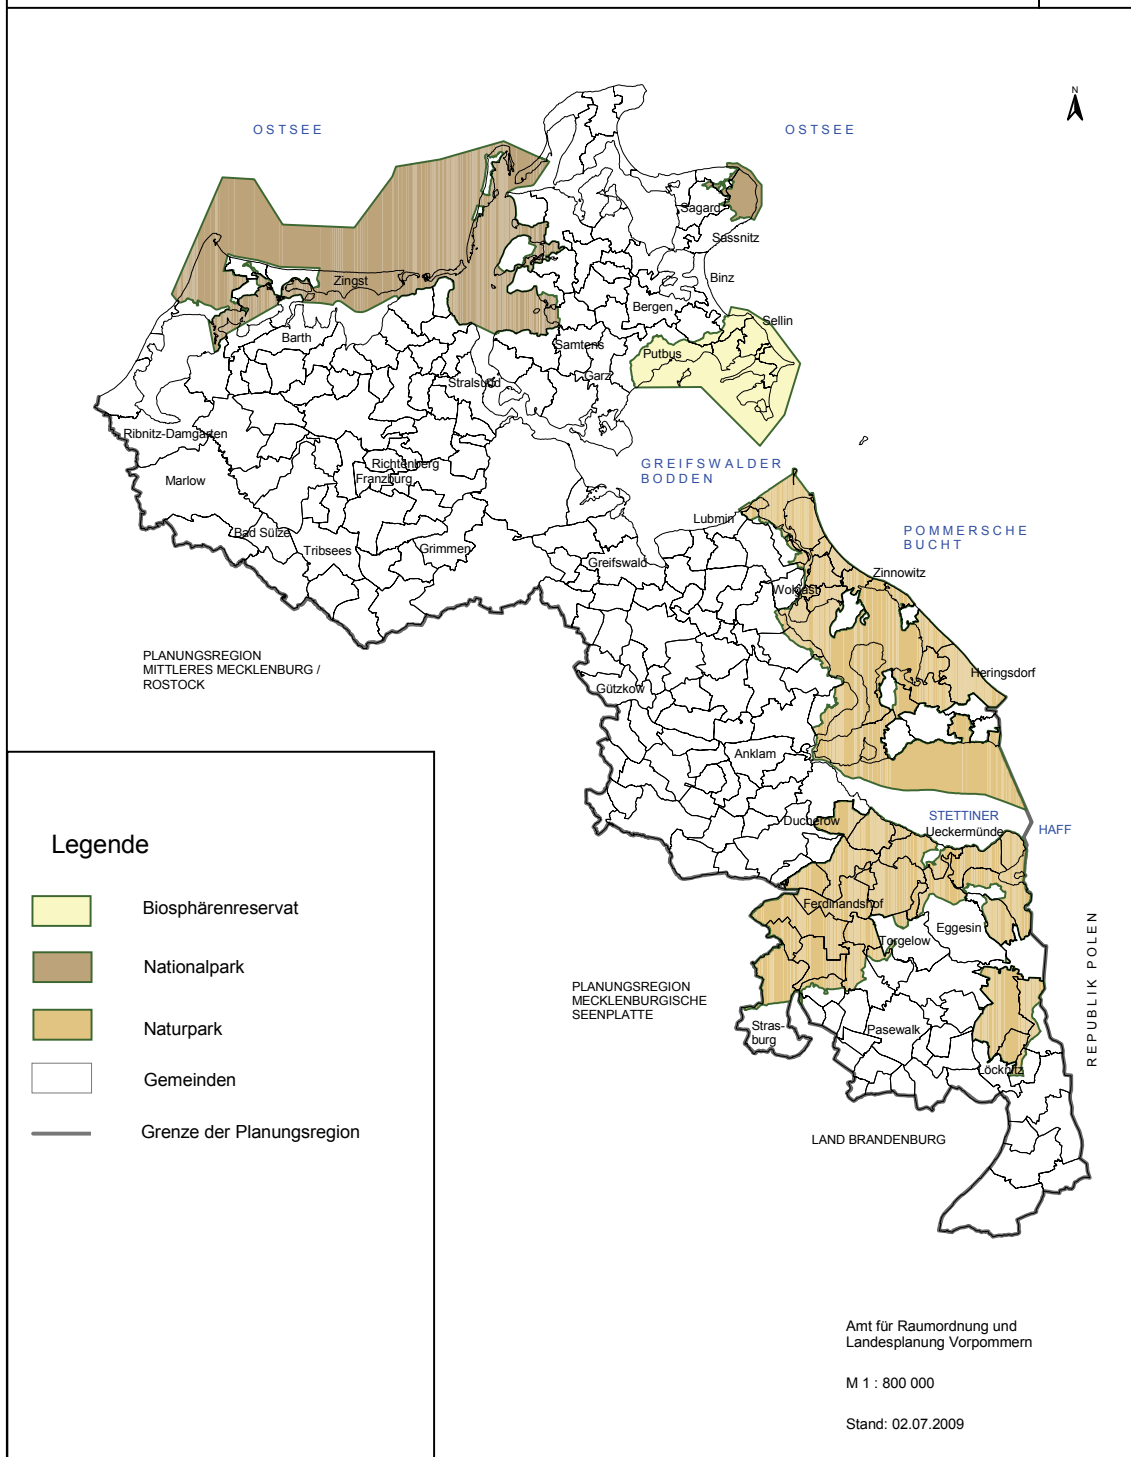 N
OSTSEE
OSTSEE
Sagard
Sassnitz
Binz
Zingst
Bergen
Sellin
Barth
Samtens
Putbus
Garz
Stralsund
Ribnitz-Damgarten
Richtenberg
Franzburg
Marlow
GREIFSWALDER
BODDEN
Lubmin
Bad Sülze
Tribsees
Grimmen
Greifswald
POMMERSCHE
BUCHT
Zinnowitz
Wolgast
PLANUNGSREGION
MITTLERES MECKLENBURG /
ROSTOCK
Gützkow
Heringsdorf
Anklam
Ducherow
STETTINER
HAFF
Ueckermünde
Ferdinandshof
Eggesin
Torgelow
REPUBLIK POLEN
PLANUNGSREGION
MECKLENBURGISCHE
SEENPLATTE
Stras-
burg
Pasewalk
Löcknitz
LAND BRANDENBURG
Legende
Biosphärenreservat
Nationalpark
Naturpark
Gemeinden
Grenze der Planungsregion
Amt für Raumordnung und
Landesplanung Vorpommern
M 1 : 800 000
Stand: 02.07.2009